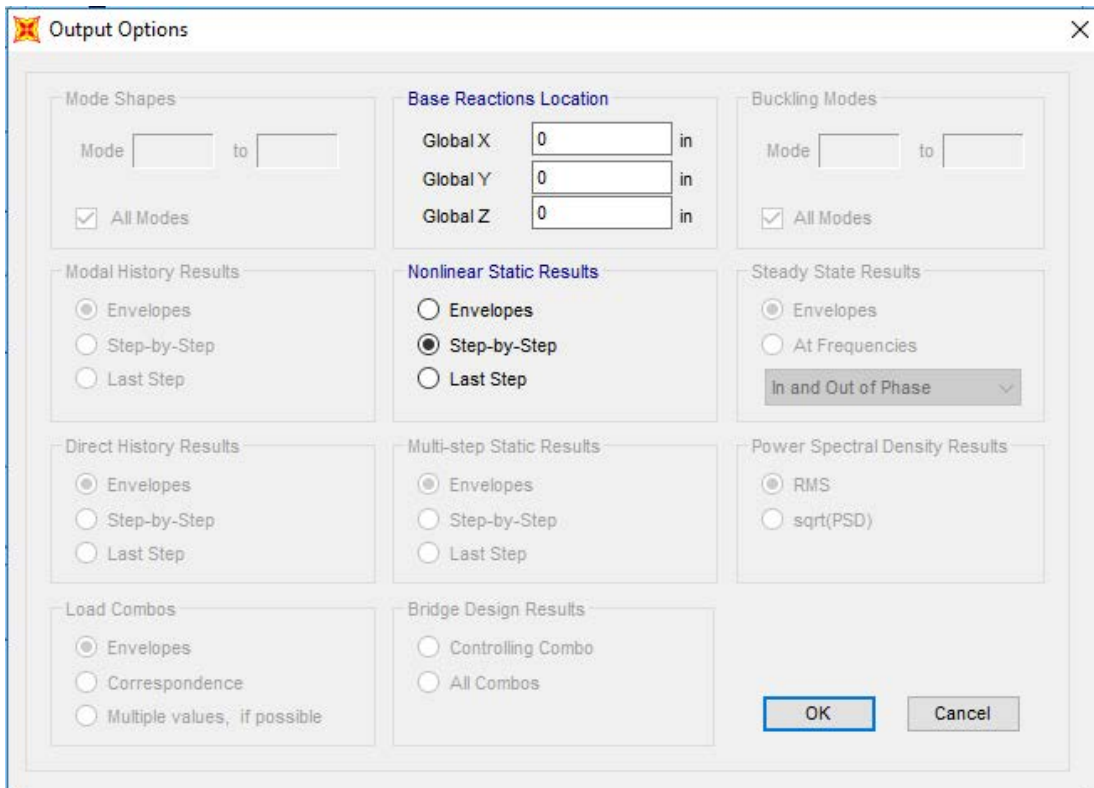 Output Options
Mode Shapes
Mode to
All Modes
Base Reactions Location
Global X 0 in
Global Y 0 in
Global Z 0 in
Buckling Modes
Mode to
All Modes
Modal History Results
Envelopes
Step-by-Step
Last Step
Nonlinear Static Results
Envelopes
Step-by-Step
Last Step
Steady State Results
Envelopes
At Frequencies
In and Out of Phase
Direct History Results
Envelopes
Step-by-Step
Last Step
Multi-step Static Results
Envelopes
Step-by-Step
Last Step
Power Spectral Density Results
RMS
sqrt(PSD)
Load Combos
Envelopes
Correspondence
Multiple values, if possible
Bridge Design Results
Controlling Combo
All Combos
OK Cancel